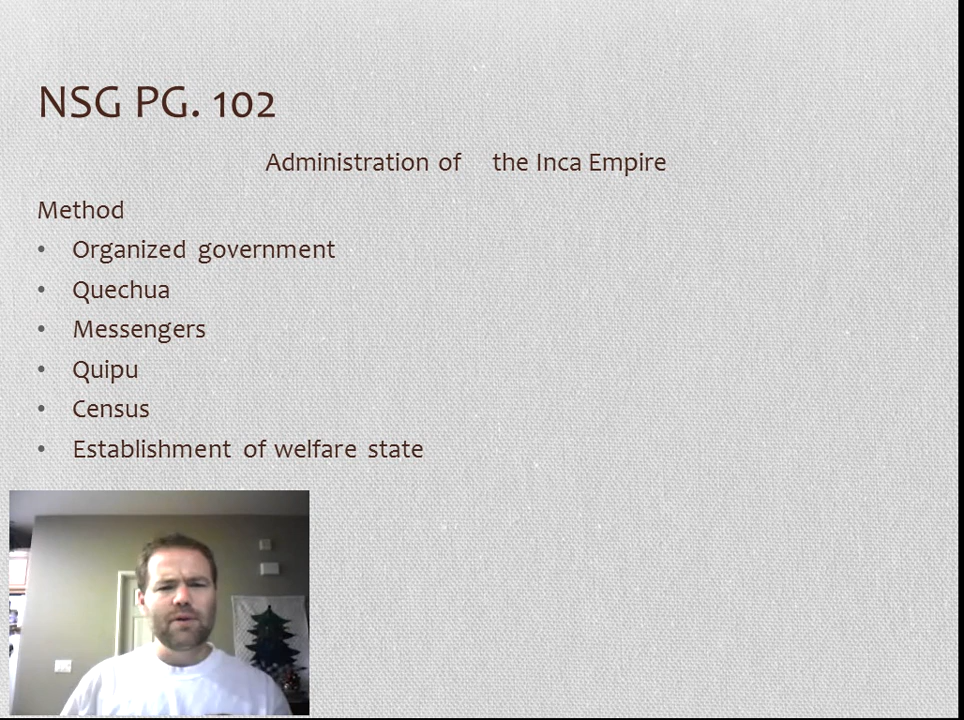 NSG PG. 102
Administration of the Inca Empire
Method
• Organized government
• Quechua
• Messengers
• Quipu
• Census
• Establishment of welfare state